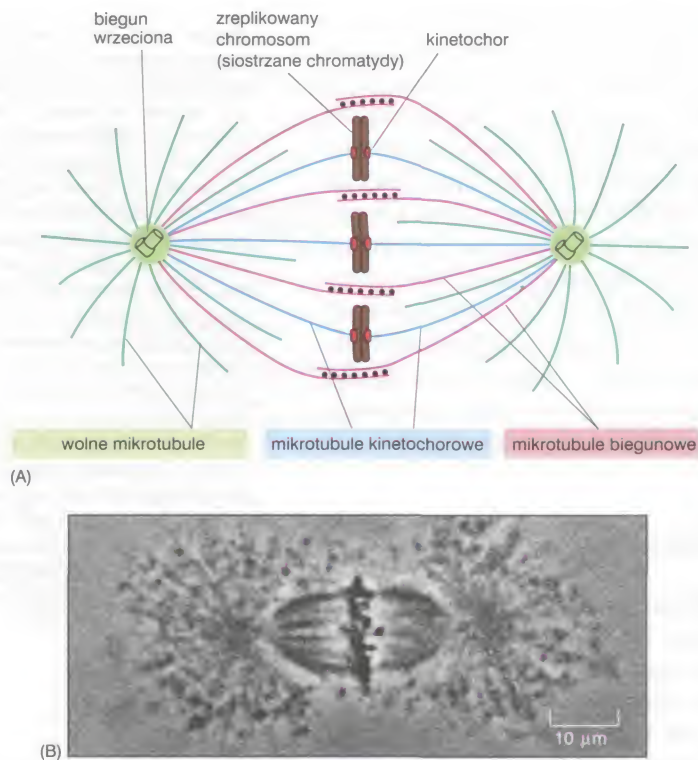 biegun
wrzeciona
zreplikowany
chromosom
(siostrzane chromatydy)
kinetochor
wolne mikrotubule
mikrotubule kinetochorowe
mikrotubule biegunowe
(A)
10 μm
(B)